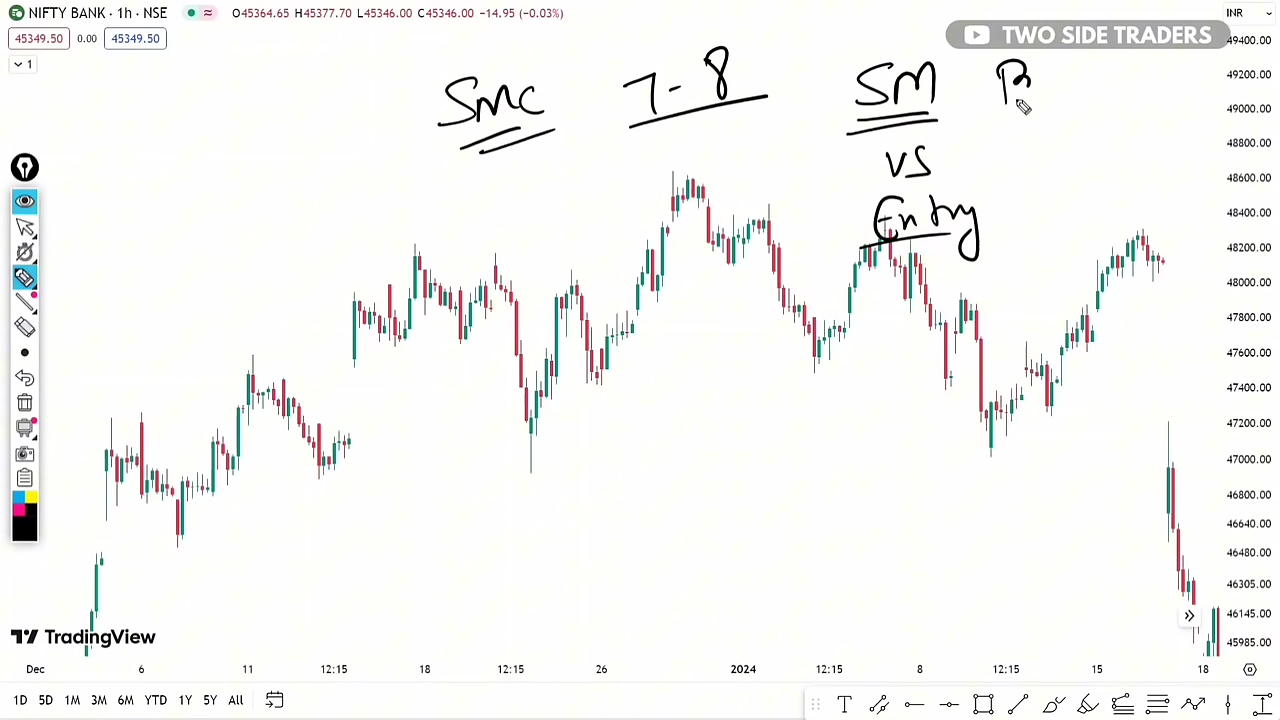 NIFTY BANK · 1h · NSE O45364.65 H45377.70 L45346.00 C45346.00 −14.95 (−0.03%)
INR
45349.50 0.00 45349.50
TWO SIDE TRADERS
1
SMC 7-8 SM
VS
Entry
49400.00
49200.00
49000.00
48800.00
48600.00
48400.00
48200.00
48000.00
47800.00
47600.00
47400.00
47200.00
47000.00
46800.00
46640.00
46480.00
46305.00
46145.00
45985.00
TradingView
Dec 6 11 12:15 18 12:15 26 2024 12:15 8 12:15 15 18
1D 5D 1M 3M 6M YTD 1Y 5Y All